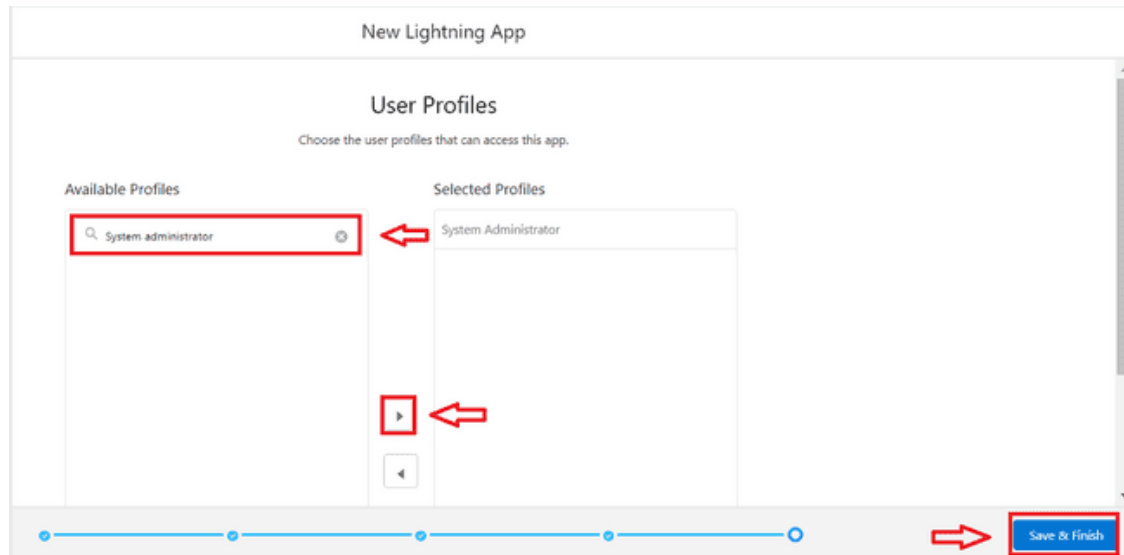 New Lightning App
User Profiles
Choose the user profiles that can access this app.
Available Profiles
Selected Profiles
System administrator
System Administrator
Save & Finish